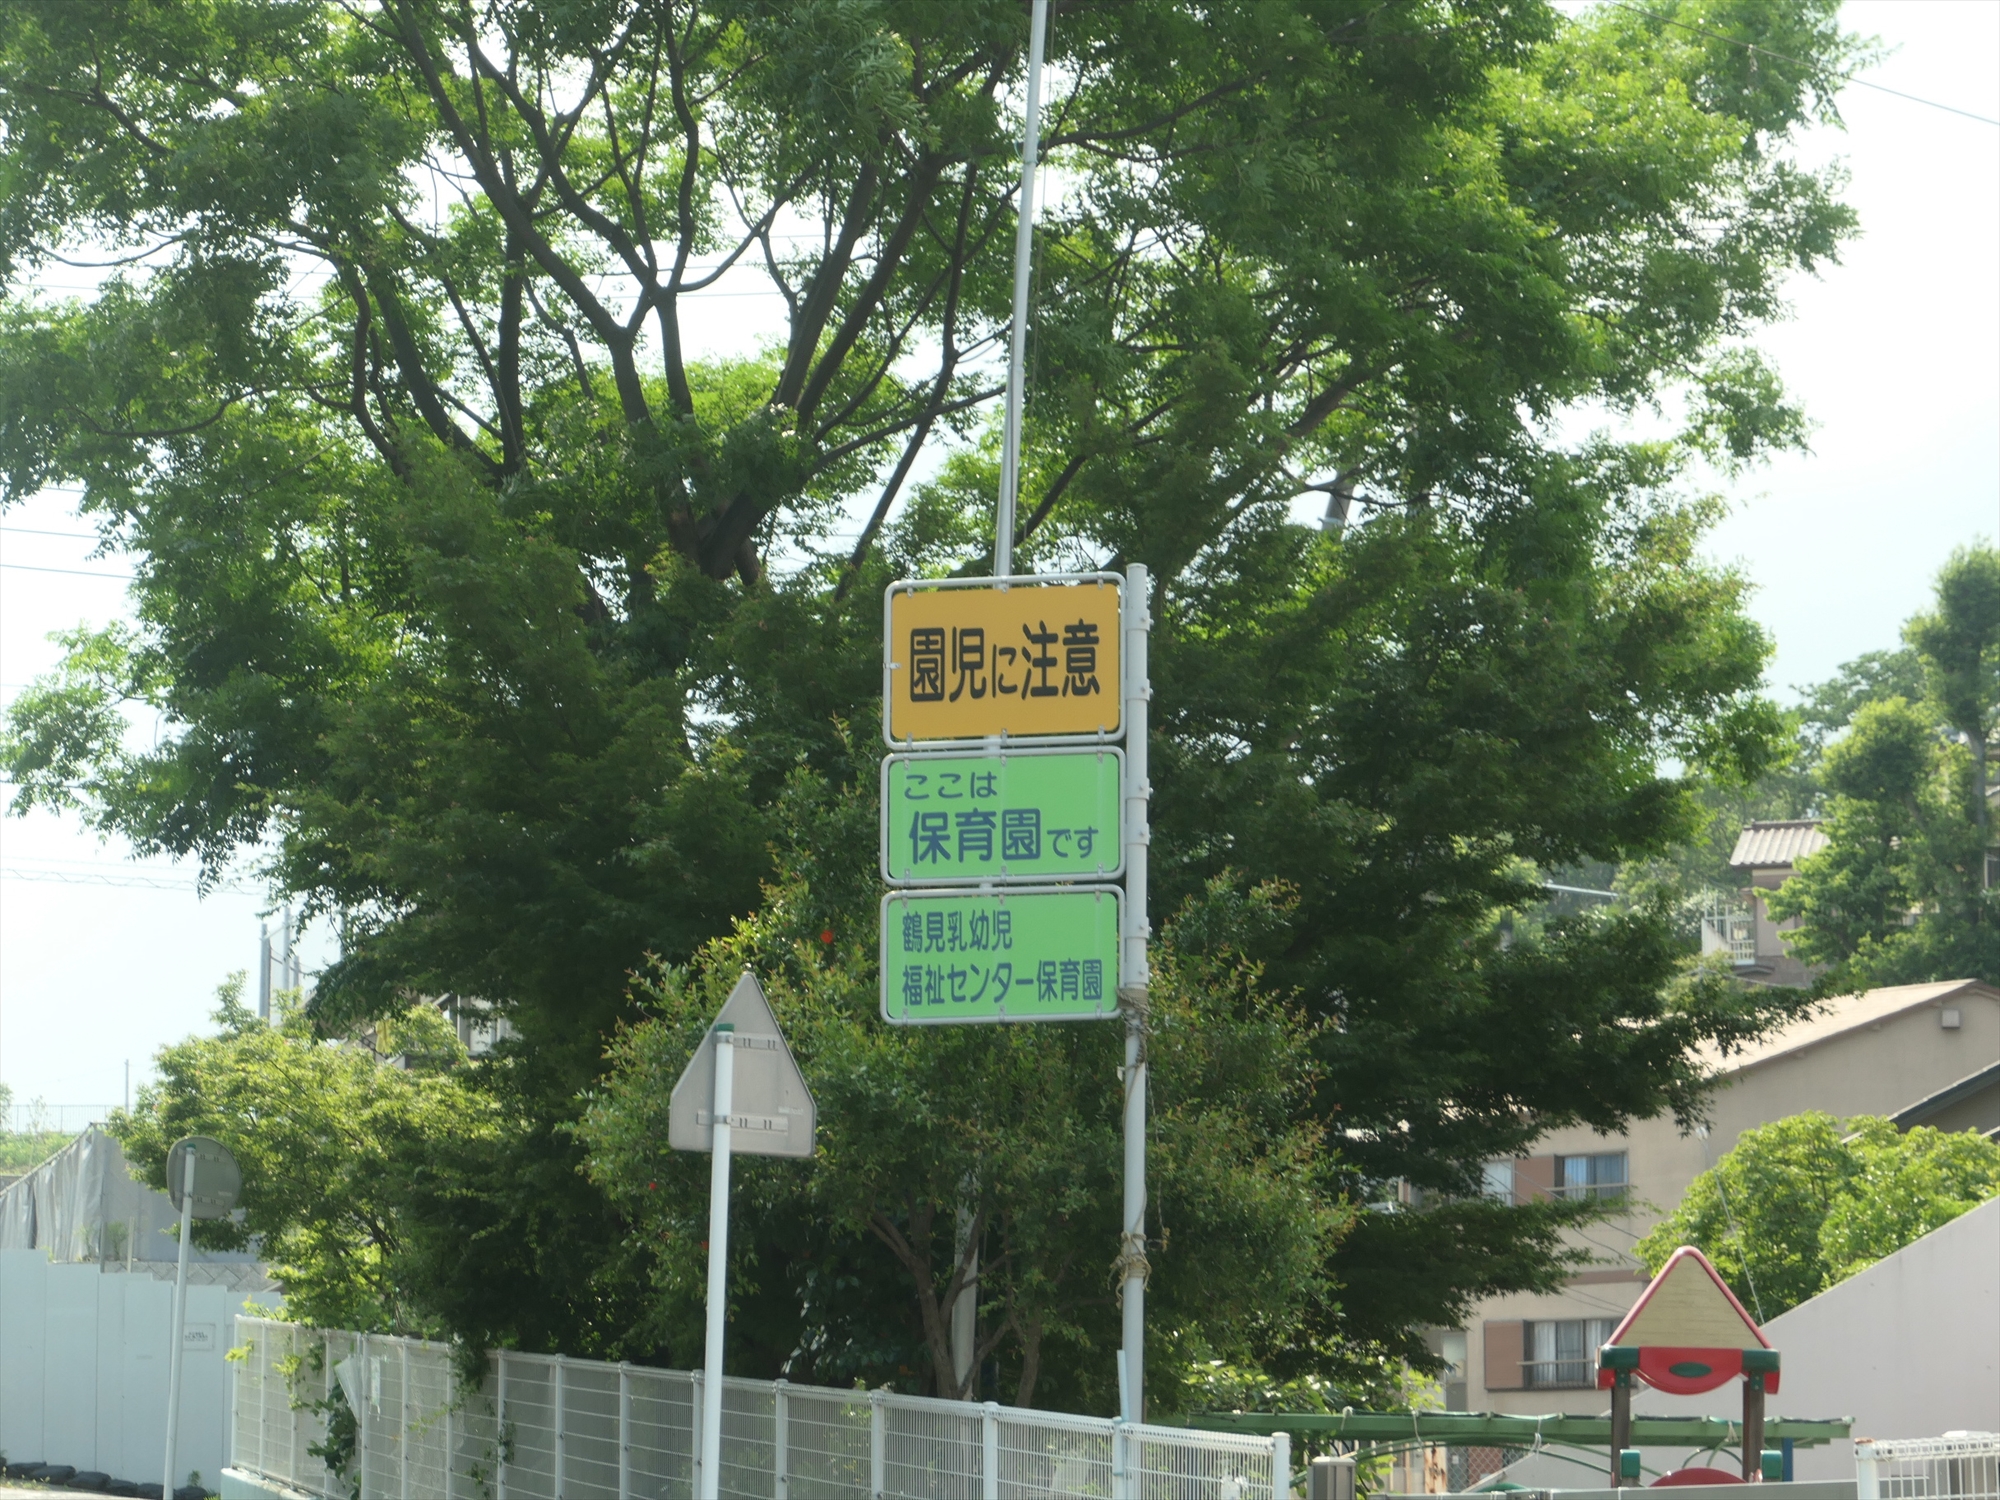 園児に注意
ここは
保育園です
鶴見乳幼児
福祉センター保育園